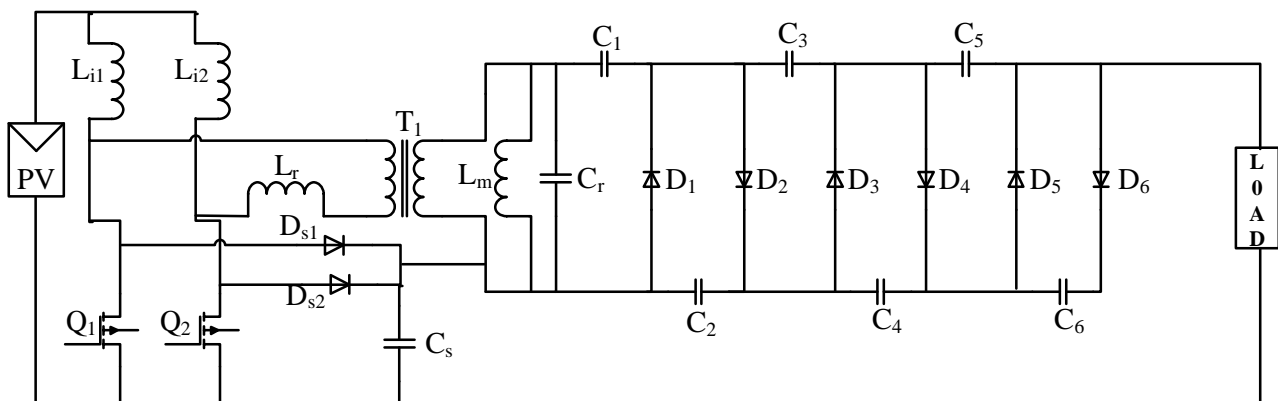 C₁
C₃
C₅
Lᵢ₁
Lᵢ₂
T₁
PV
Lᵣ
Lₘ
Cᵣ
D₁
D₂
D₃
D₄
D₅
D₆
L
0
A
D
Dₛ₁
Dₛ₂
C₂
C₄
C₆
Q₁
Q₂
Cₛ